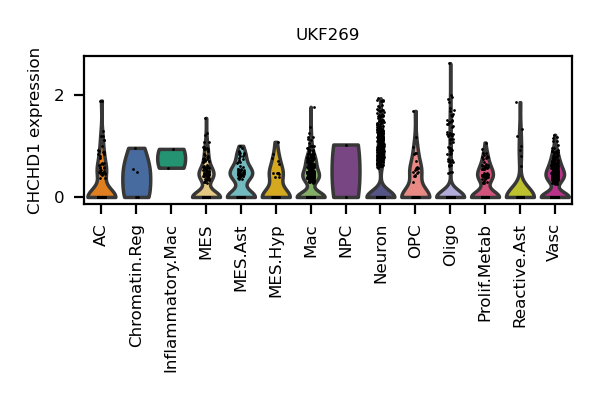 UKF269
CHCHD1 expression
2
0
AC
Chromatin.Reg
Inflammatory.Mac
MES
MES.Ast
MES.Hyp
Mac
NPC
Neuron
OPC
Oligo
Prolif.Metab
Reactive.Ast
Vasc